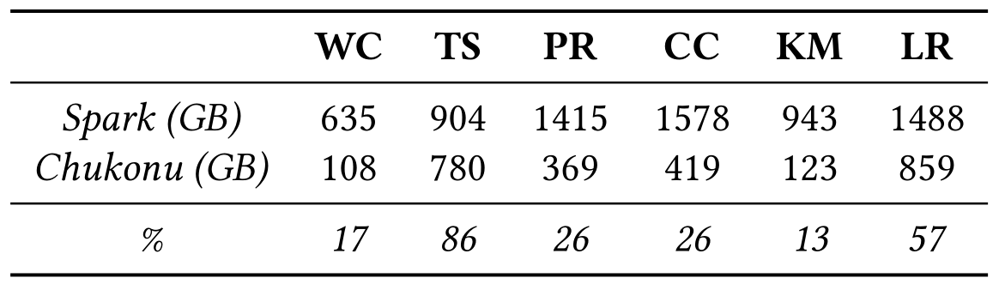 WC TS PR CC KM LR
Spark (GB) 635 904 1415 1578 943 1488
Chukonu (GB) 108 780 369 419 123 859
% 17 86 26 26 13 57